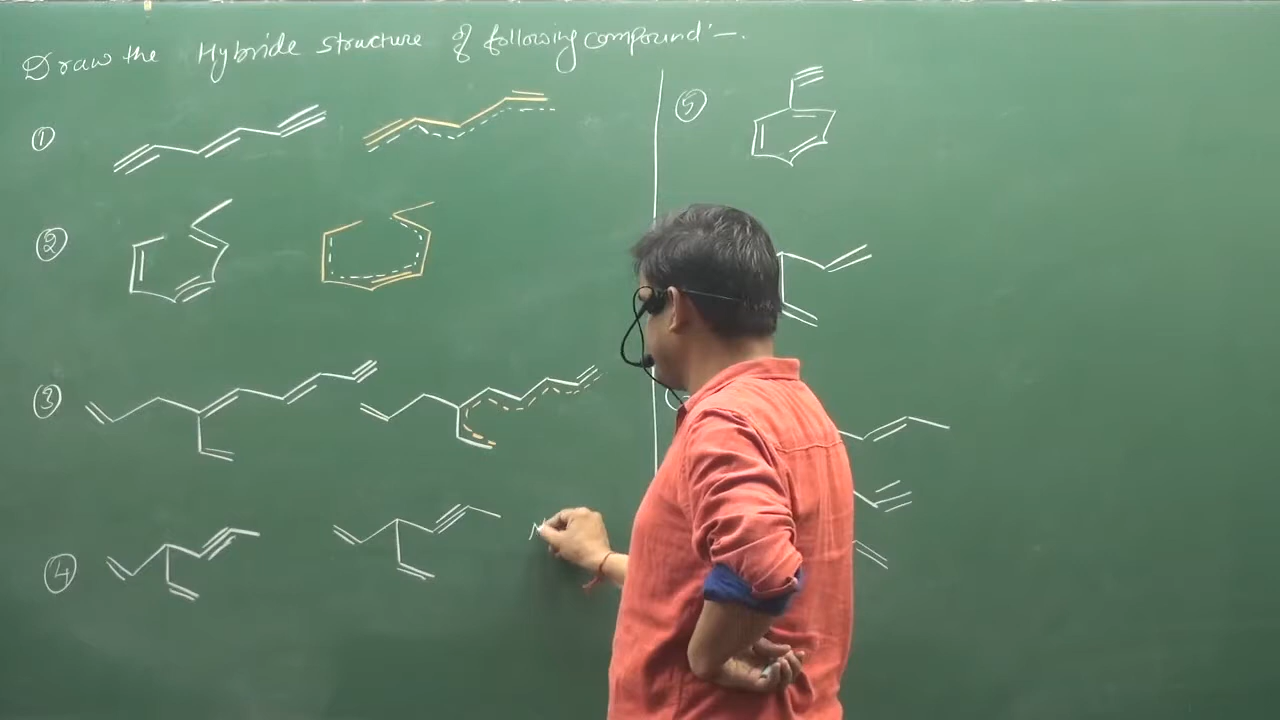 Draw the Hybride structure of following compound :-
①
②
③
④
N
⑤